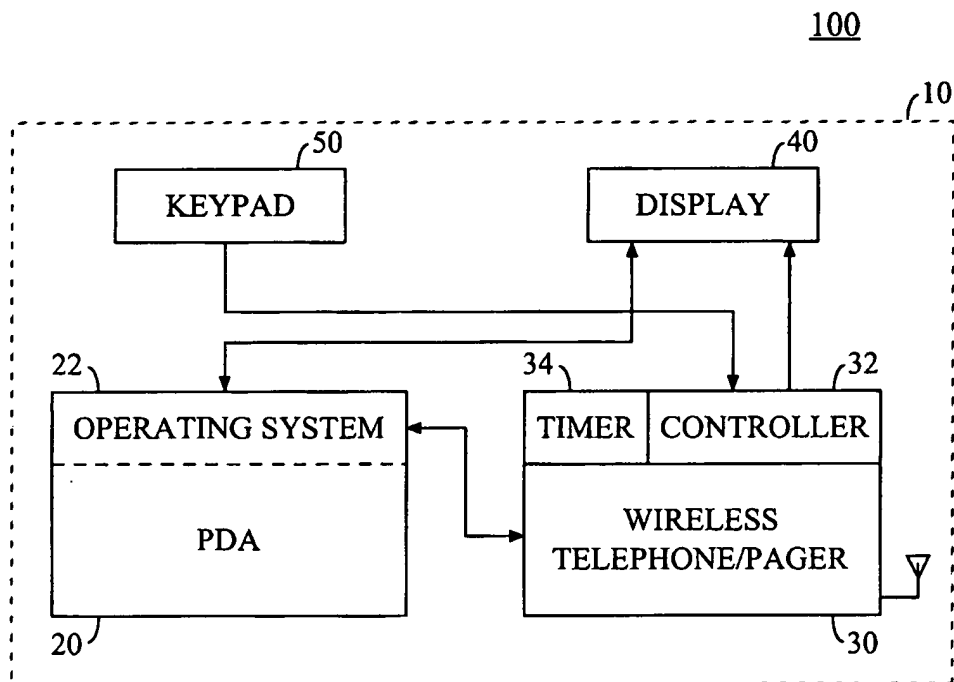 100
10
50
40
KEYPAD
DISPLAY
22
34
32
OPERATING SYSTEM
TIMER
CONTROLLER
PDA
WIRELESS
TELEPHONE/PAGER
20
30